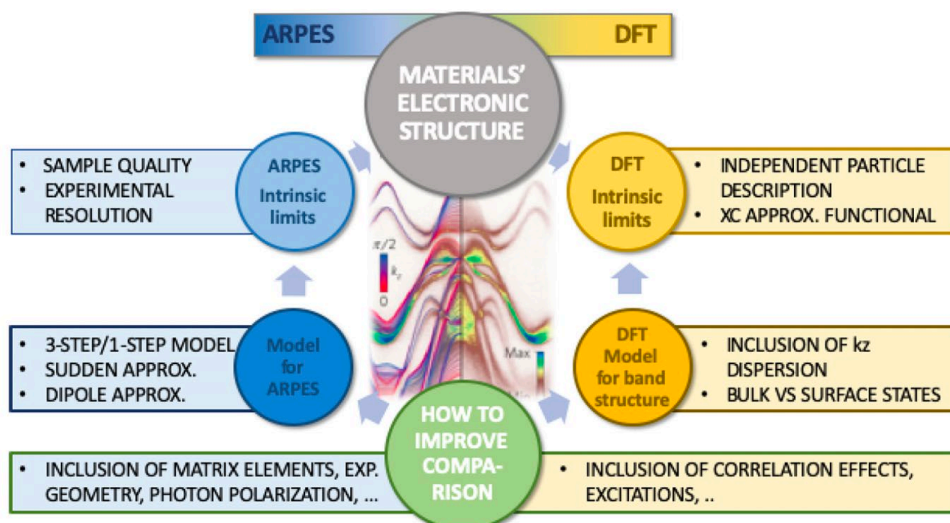 ARPES
DFT
MATERIALS'
ELECTRONIC
STRUCTURE
• SAMPLE QUALITY
• EXPERIMENTAL
RESOLUTION
ARPES
Intrinsic
limits
DFT
Intrinsic
limits
• INDEPENDENT PARTICLE
DESCRIPTION
• XC APPROX. FUNCTIONAL
π/2
k_z
0
Max
• 3-STEP/1-STEP MODEL
• SUDDEN APPROX.
• DIPOLE APPROX.
Model
for
ARPES
DFT
Model
for band
structure
• INCLUSION OF kz
DISPERSION
• BULK VS SURFACE STATES
HOW TO
IMPROVE
COMPA-
RISON
• INCLUSION OF MATRIX ELEMENTS, EXP.
GEOMETRY, PHOTON POLARIZATION, ...
• INCLUSION OF CORRELATION EFFECTS,
EXCITATIONS, ..